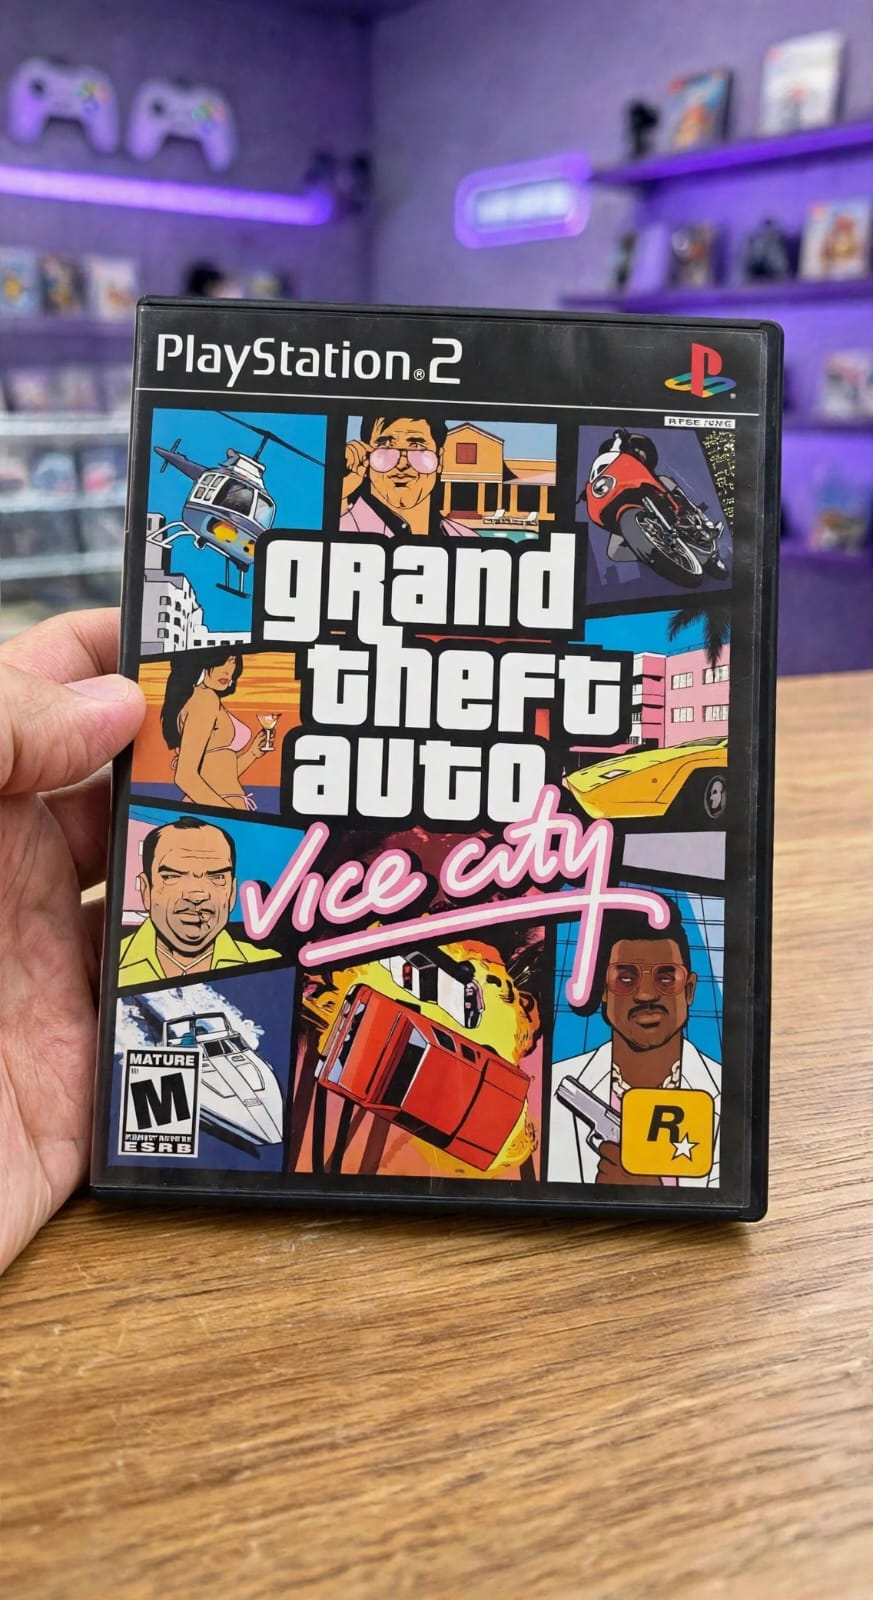 PlayStation®2
grand
theft
auto
Vice City
MATURE
M
ESRB
R